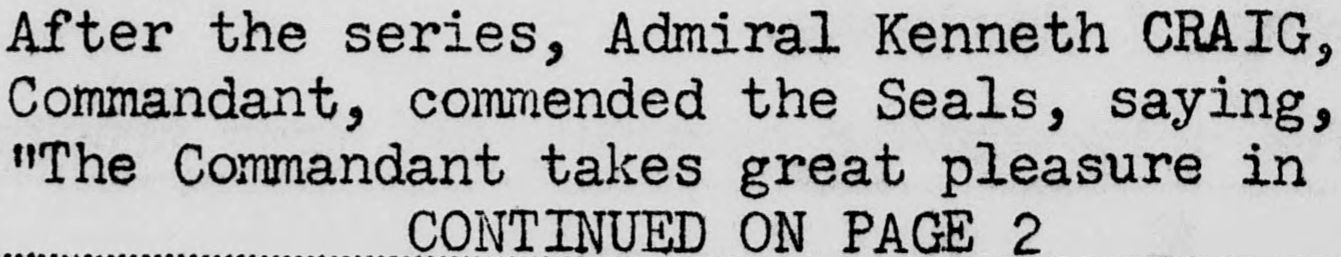 After the series, Admiral Kenneth CRAIG,
Commandant, commended the Seals, saying,
"The Commandant takes great pleasure in
CONTINUED ON PAGE 2